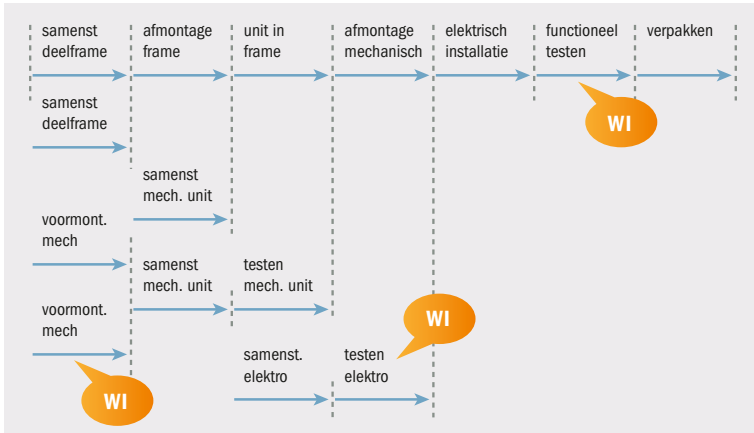 samenst
deelframe
afmontage
frame
unit in
frame
afmontage
mechanisch
elektrisch
installatie
functioneel
testen
verpakken
WI
samenst
deelframe
samenst
mech. unit
voormont.
mech
samenst
mech. unit
testen
mech. unit
voormont.
mech
WI
samenst.
elektro
testen
elektro
WI